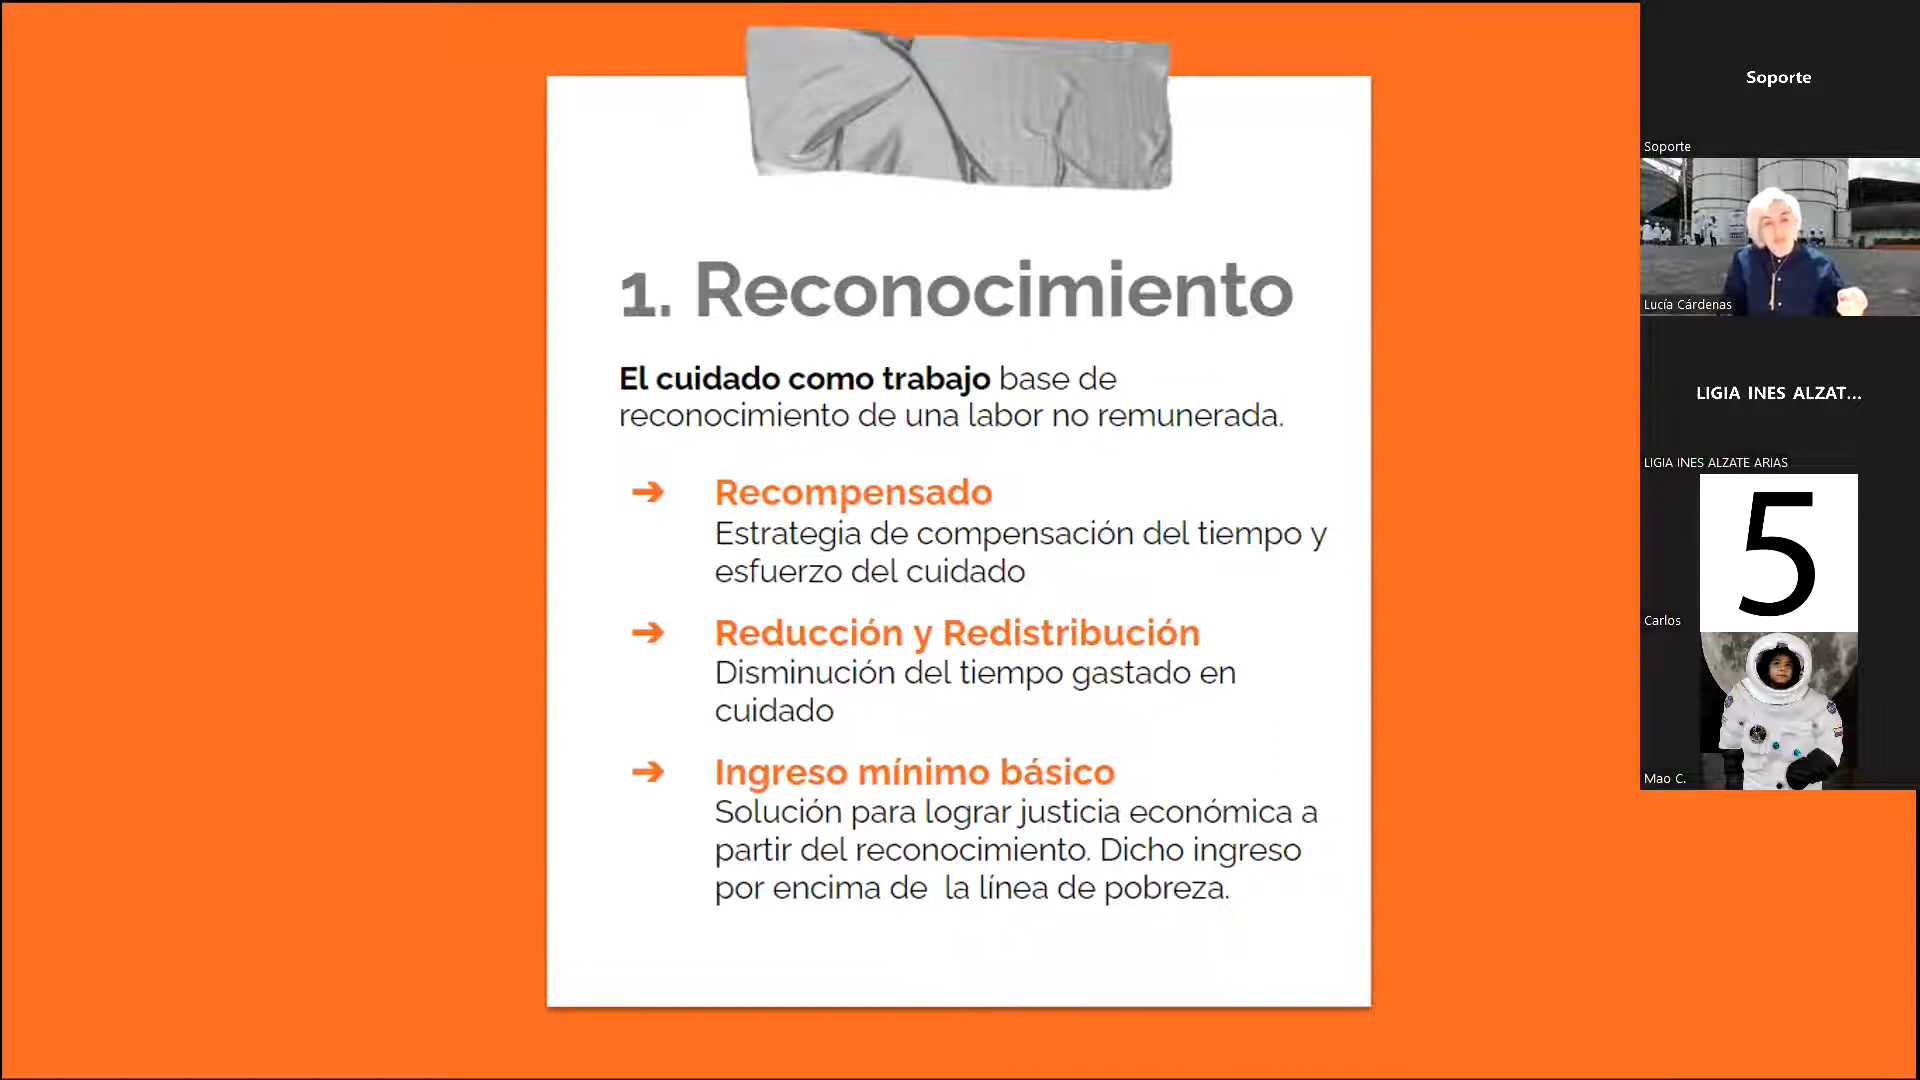 1. Reconocimiento
El cuidado como trabajo base de
reconocimiento de una labor no remunerada.
➔ Recompensado
Estrategia de compensación del tiempo y
esfuerzo del cuidado
➔ Reducción y Redistribución
Disminución del tiempo gastado en
cuidado
➔ Ingreso mínimo básico
Solución para lograr justicia económica a
partir del reconocimiento. Dicho ingreso
por encima de  la línea de pobreza.
Soporte
Soporte
Lucía Cárdenas
LIGIA INES ALZAT...
LIGIA INES ALZATE ARIAS
5
Carlos
Mao C.